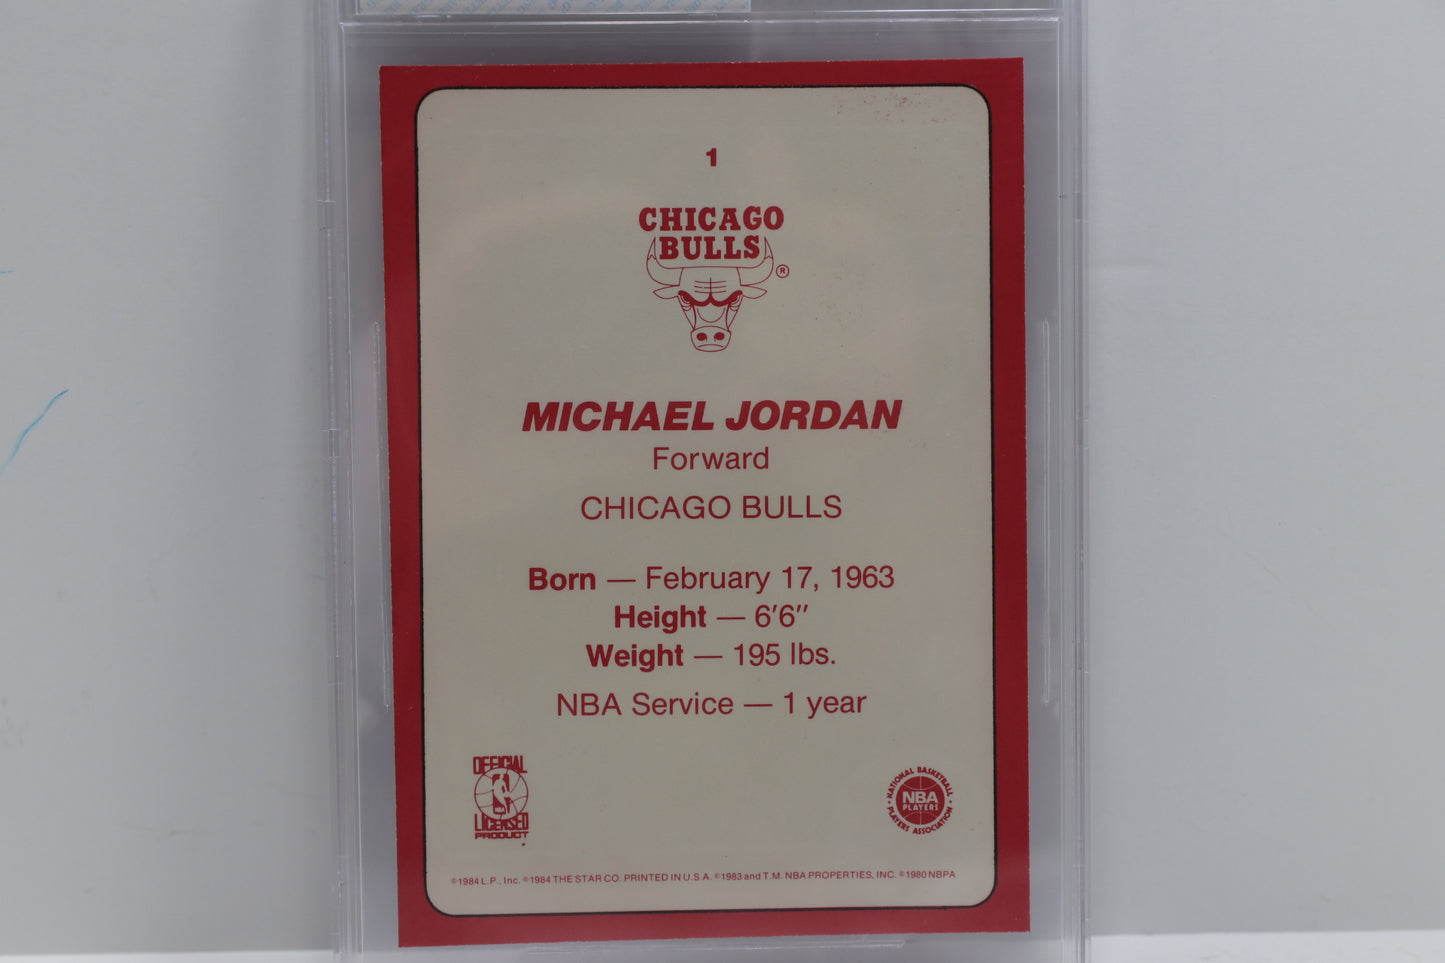 1
CHICAGO
BULLS
®
MICHAEL JORDAN
Forward
CHICAGO BULLS
Born — February 17, 1963
Height — 6'6"
Weight — 195 lbs.
NBA Service — 1 year
OFFICIAL
LICENSED
PRODUCT
NATIONAL BASKETBALL
NBA
PLAYERS
PLAYERS ASSOCIATION
©1984 L.P., Inc. ©1984 THE STAR CO. PRINTED IN U.S.A. ©1983 and T.M. NBA PROPERTIES, INC. ©1980 NBPA